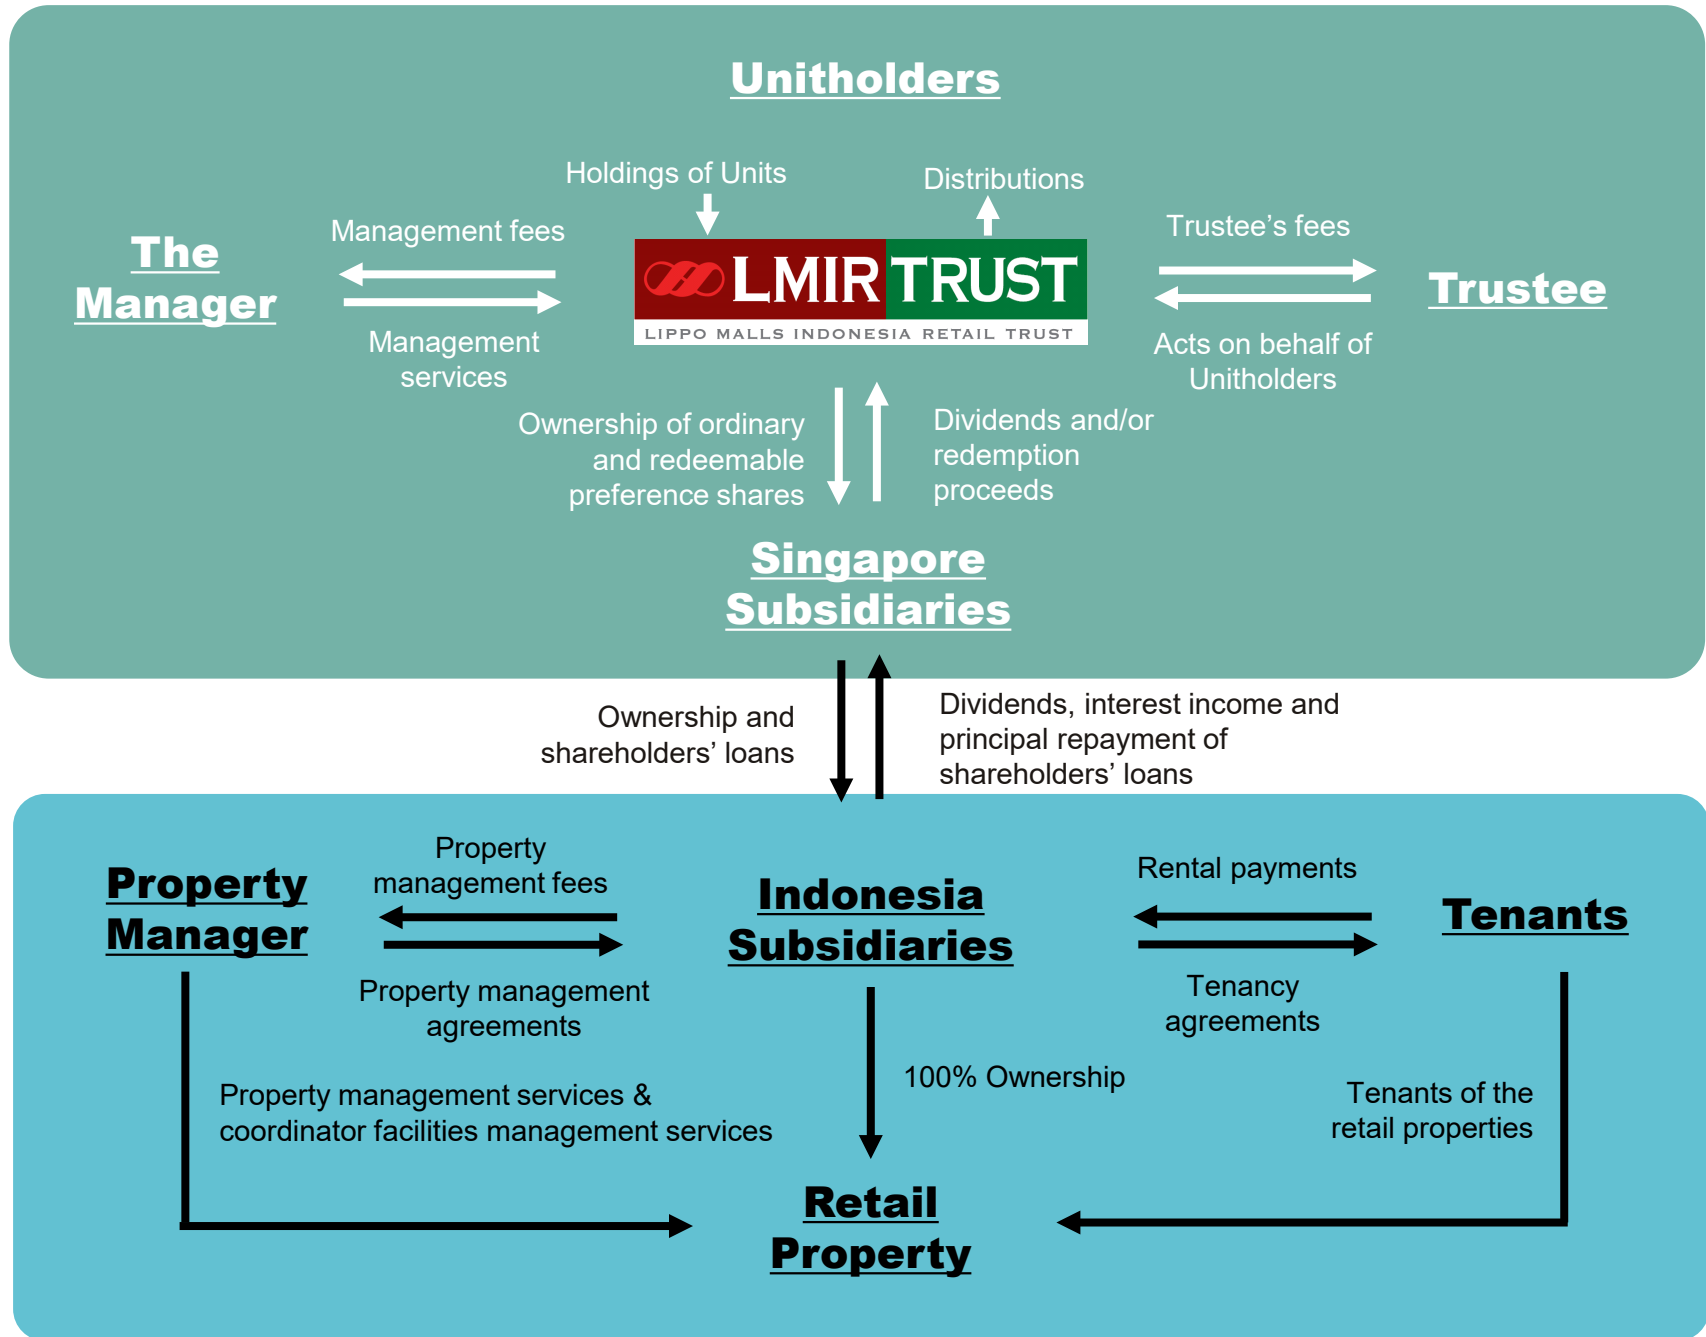 Unitholders
Holdings of Units
Distributions
Management fees
Trustee’s fees
The
Manager
LMIR TRUST
LIPPO MALLS INDONESIA RETAIL TRUST
Trustee
Management
services
Acts on behalf of
Unitholders
Ownership of ordinary
and redeemable
preference shares
Dividends and/or
redemption
proceeds
Singapore
Subsidiaries
Ownership and
shareholders’ loans
Dividends, interest income and
principal repayment of
shareholders’ loans
Property
management fees
Rental payments
Property
Manager
Indonesia
Subsidiaries
Tenants
Property management
agreements
Tenancy
agreements
100% Ownership
Property management services &
coordinator facilities management services
Tenants of the
retail properties
Retail
Property